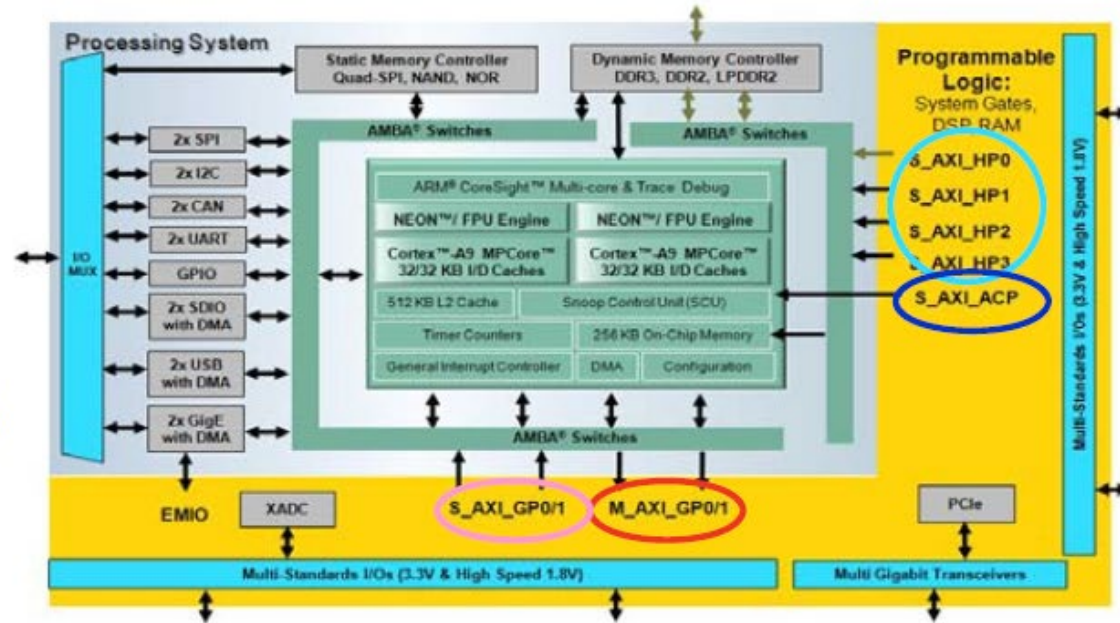 Processing System
Static Memory Controller
Quad-SPI, NAND, NOR
Dynamic Memory Controller
DDR3, DDR2, LPDDR2
Programmable
Logic:
System Gates,
DSP, RAM
AMBA® Switches
AMBA® Switches
2x SPI
2x I2C
2x CAN
2x UART
GPIO
2x SDIO
with DMA
2x USB
with DMA
2x GigE
with DMA
I/O
MUX
ARM® CoreSight™ Multi-core & Trace Debug
NEON™/ FPU Engine
NEON™/ FPU Engine
Cortex™-A9 MPCore™
32/32 KB I/D Caches
Cortex™-A9 MPCore™
32/32 KB I/D Caches
512 KB L2 Cache
Snoop Control Unit (SCU)
Timer Counters
256 KB On-Chip Memory
General Interrupt Controller
DMA
Configuration
AMBA® Switches
S_AXI_HP0
S_AXI_HP1
S_AXI_HP2
S_AXI_HP3
S_AXI_ACP
Multi-Standards I/Os (3.3V & High Speed 1.8V)
S_AXI_GP0/1
M_AXI_GP0/1
EMIO
XADC
PCIe
Multi-Standards I/Os (3.3V & High Speed 1.8V)
Multi Gigabit Transceivers